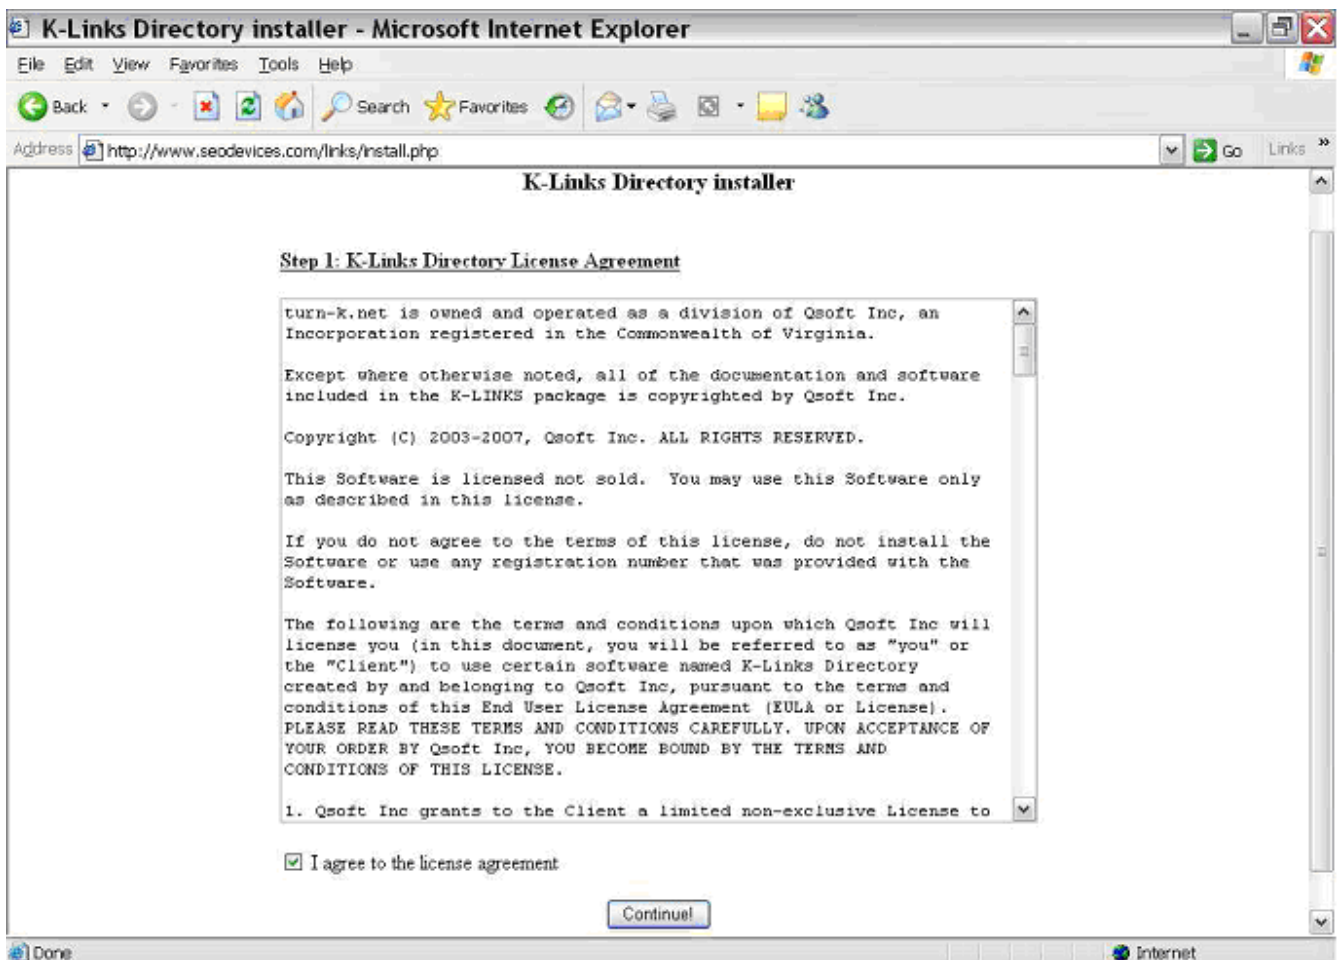 K-Links Directory installer - Microsoft Internet Explorer
File Edit View Favorites Tools Help
Back Search Favorites
Address http://www.seodevices.com/links/install.php Go Links »
K-Links Directory installer
Step 1: K-Links Directory License Agreement
turn-k.net is owned and operated as a division of Qsoft Inc, an
Incorporation registered in the Commonwealth of Virginia.
Except where otherwise noted, all of the documentation and software
included in the K-LINKS package is copyrighted by Qsoft Inc.
Copyright (C) 2003-2007, Qsoft Inc. ALL RIGHTS RESERVED.
This Software is licensed not sold.  You may use this Software only
as described in this license.
If you do not agree to the terms of this license, do not install the
Software or use any registration number that was provided with the
Software.
The following are the terms and conditions upon which Qsoft Inc will
license you (in this document, you will be referred to as "you" or
the "Client") to use certain software named K-Links Directory
created by and belonging to Qsoft Inc, pursuant to the terms and
conditions of this End User License Agreement (EULA or License).
PLEASE READ THESE TERMS AND CONDITIONS CAREFULLY. UPON ACCEPTANCE OF
YOUR ORDER BY Qsoft Inc, YOU BECOME BOUND BY THE TERMS AND
CONDITIONS OF THIS LICENSE.
1. Qsoft Inc grants to the Client a limited non-exclusive License to
I agree to the license agreement
Continue!
Done Internet